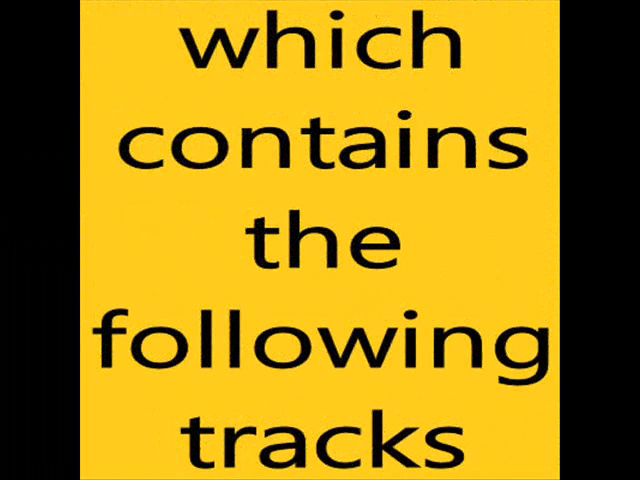 which
contains
the
following
tracks